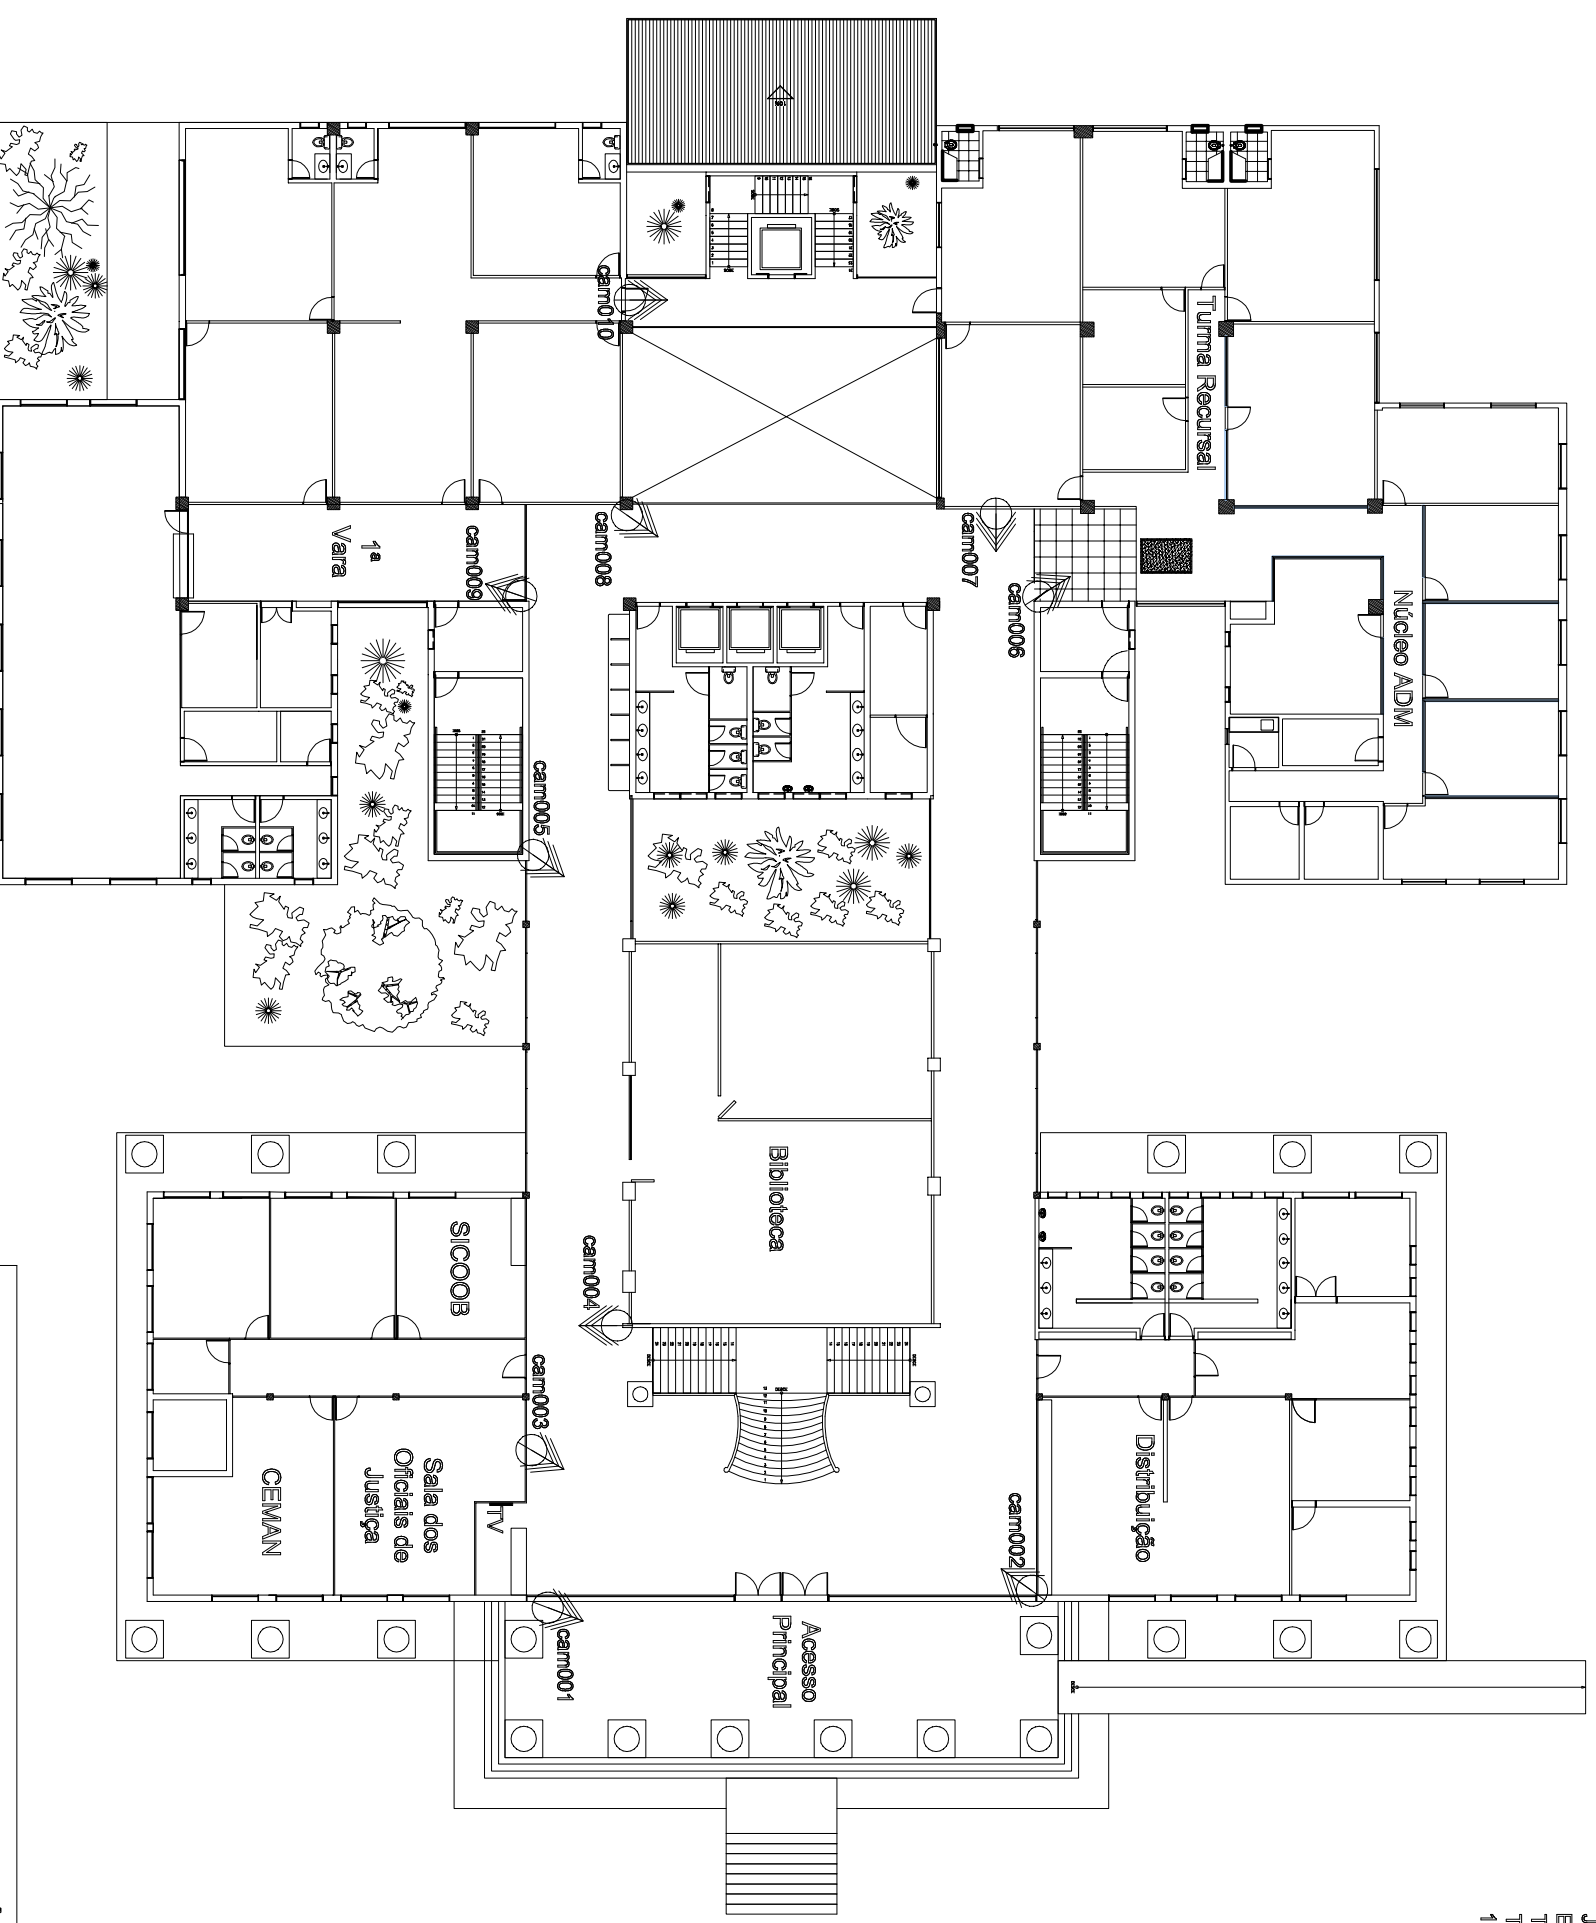 cam010
Turma Recursal
1ª
Vara
cam009
cam008
cam007
cam006
Núcleo ADM
cam005
Biblioteca
SICOOB
cam004
cam003
CEMAN
Sala dos
Oficiais de
Justiça
TV
Distribuição
cam002
cam001
Acesso
Principal